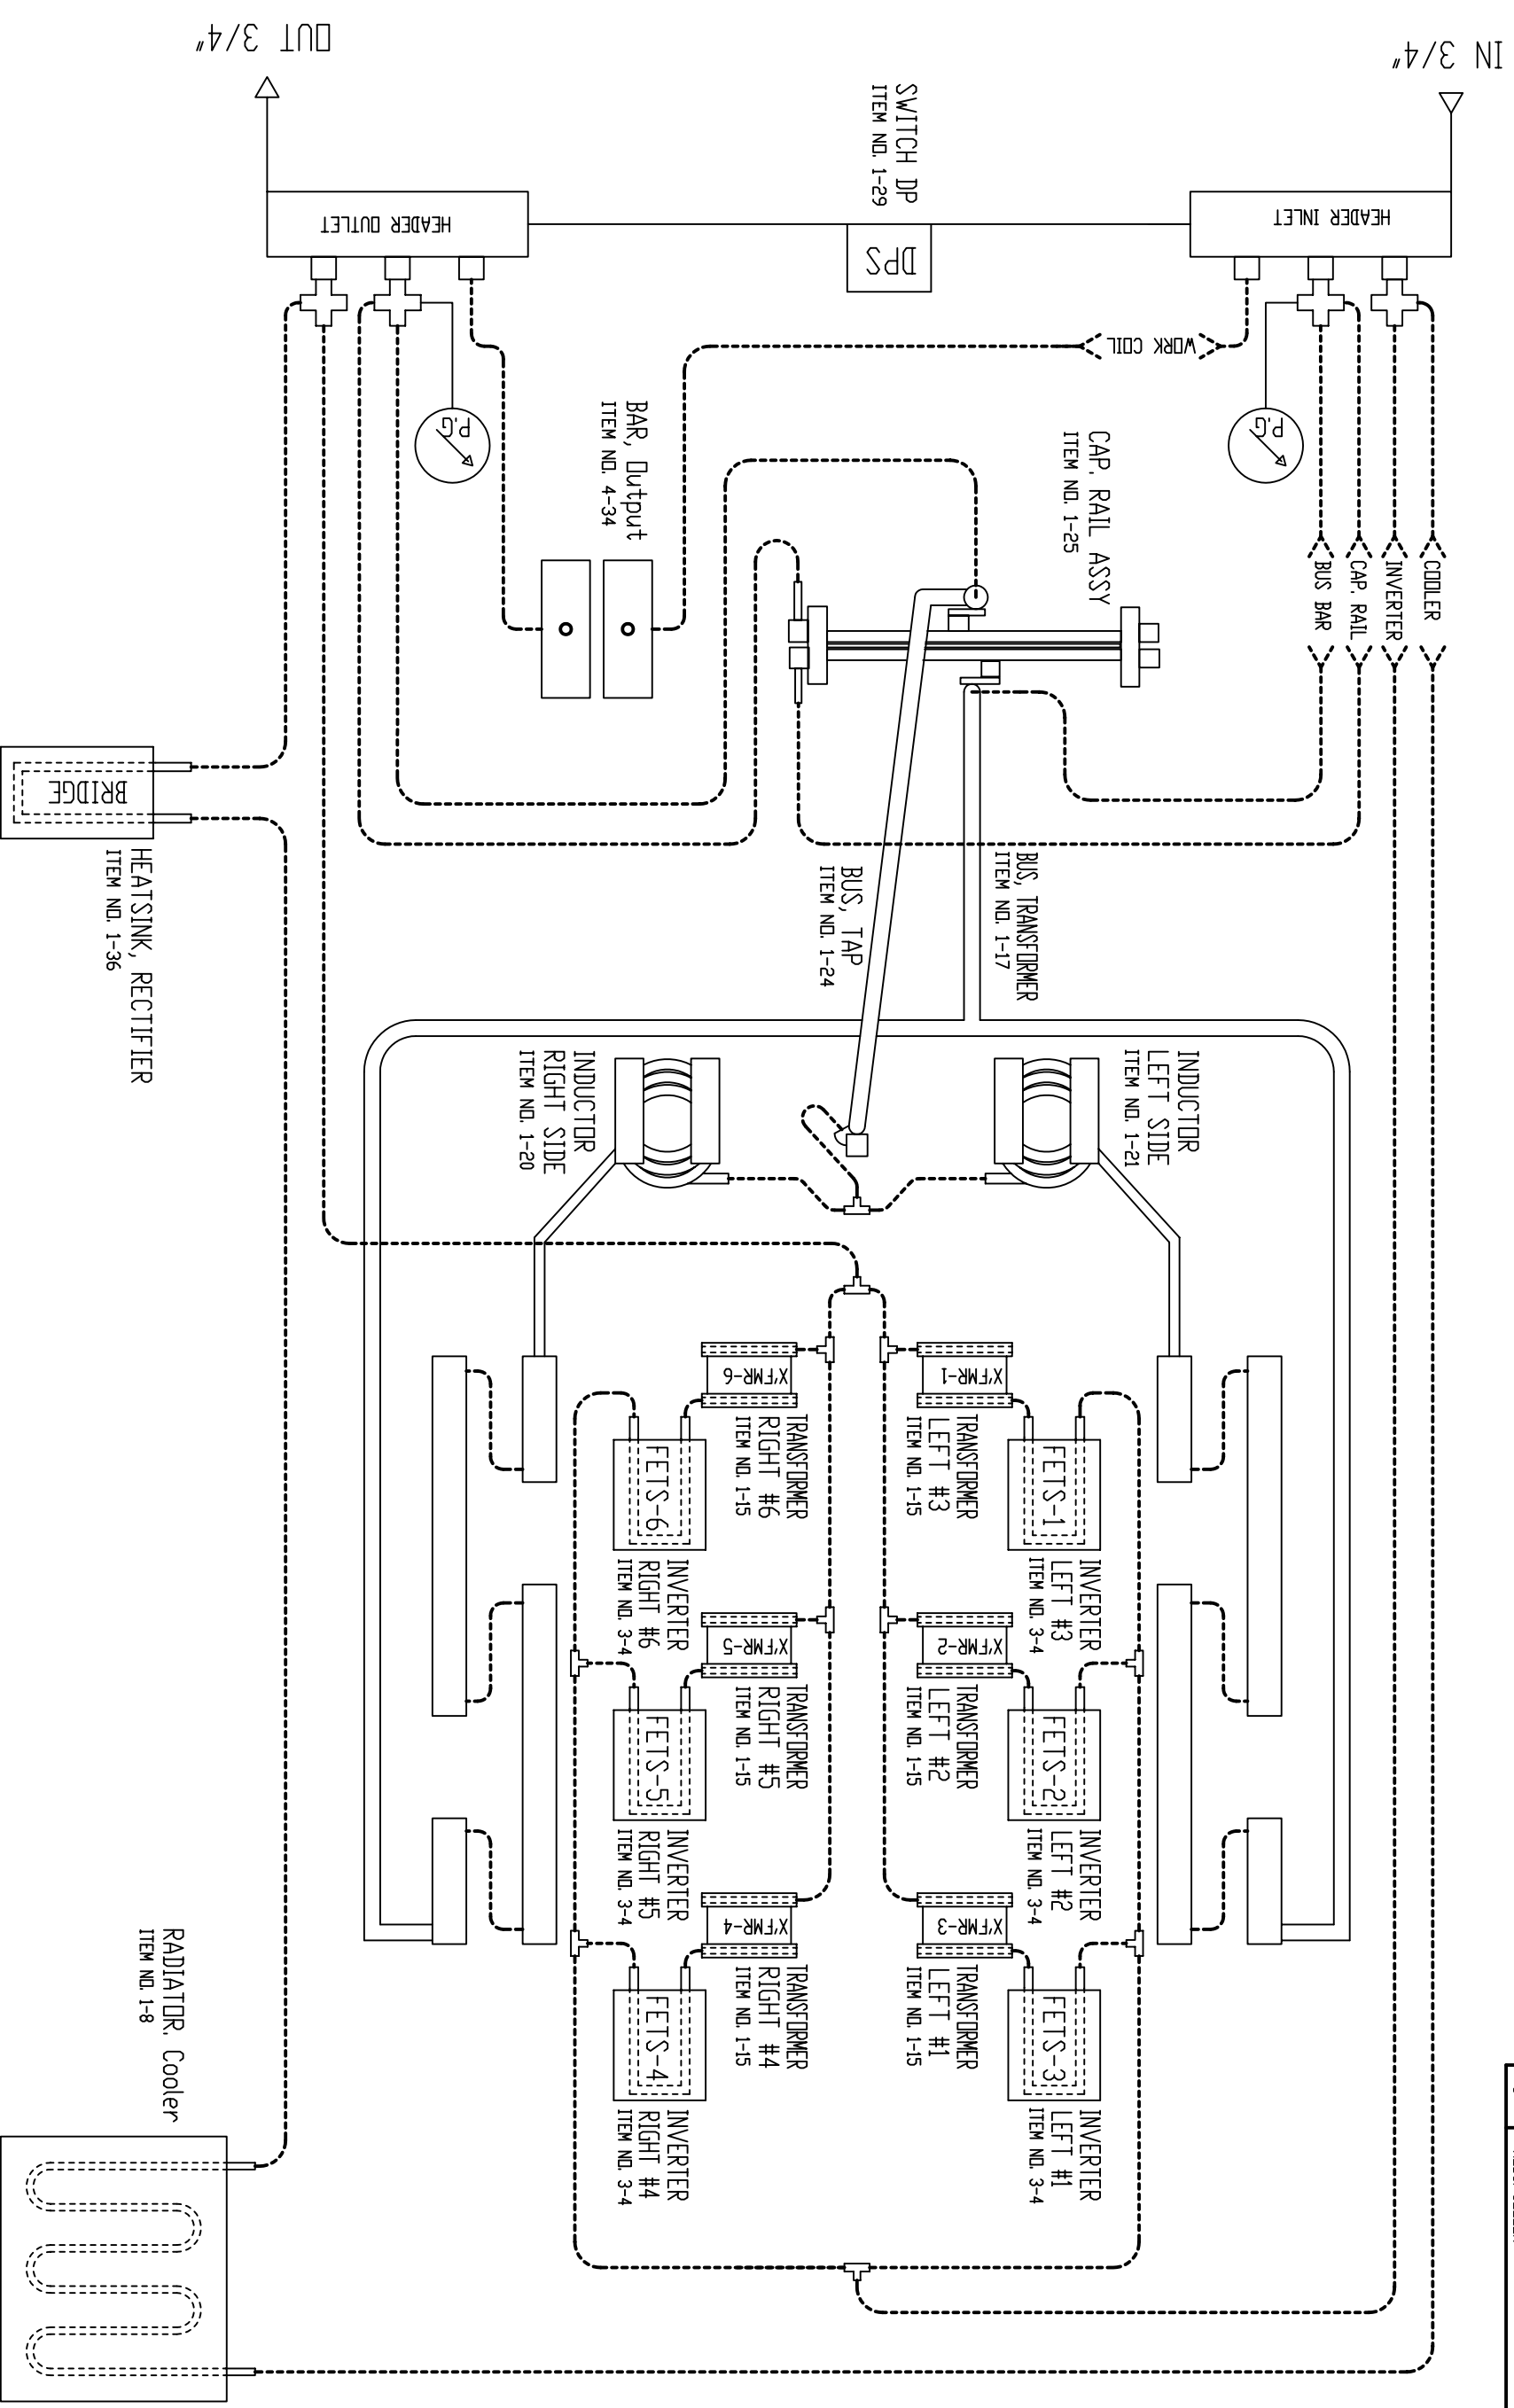 OUT 3/4"
IN 3/4"
SWITCH DP
ITEM NO. 1-29
HEADER OUTLET
DPS
HEADER INLET
WORK COIL
P.G
P.G
BAR, Output
ITEM NO. 4-34
CAP. RAIL ASSY
ITEM NO. 1-25
COOLER
INVERTER
CAP. RAIL
BUS BAR
BRIDGE
HEATSINK, RECTIFIER
ITEM NO. 1-36
BUS, TAP
ITEM NO. 1-24
BUS, TRANSFORMER
ITEM NO. 1-17
INDUCTOR
RIGHT SIDE
ITEM NO. 1-20
INDUCTOR
LEFT SIDE
ITEM NO. 1-21
X'FMR-6
TRANSFORMER
RIGHT #6
ITEM NO. 1-15
X'FMR-1
TRANSFORMER
LEFT #3
ITEM NO. 1-15
FETS-6
INVERTER
RIGHT #6
ITEM NO. 3-4
FETS-1
INVERTER
LEFT #3
ITEM NO. 3-4
X'FMR-5
TRANSFORMER
RIGHT #5
ITEM NO. 1-15
X'FMR-2
TRANSFORMER
LEFT #2
ITEM NO. 1-15
FETS-5
INVERTER
RIGHT #5
ITEM NO. 3-4
FETS-2
INVERTER
LEFT #2
ITEM NO. 3-4
X'FMR-4
TRANSFORMER
RIGHT #4
ITEM NO. 1-15
X'FMR-3
TRANSFORMER
LEFT #1
ITEM NO. 1-15
FETS-4
INVERTER
RIGHT #4
ITEM NO. 3-4
FETS-3
INVERTER
LEFT #1
ITEM NO. 3-4
RADIATOR. Cooler
ITEM NO. 1-8